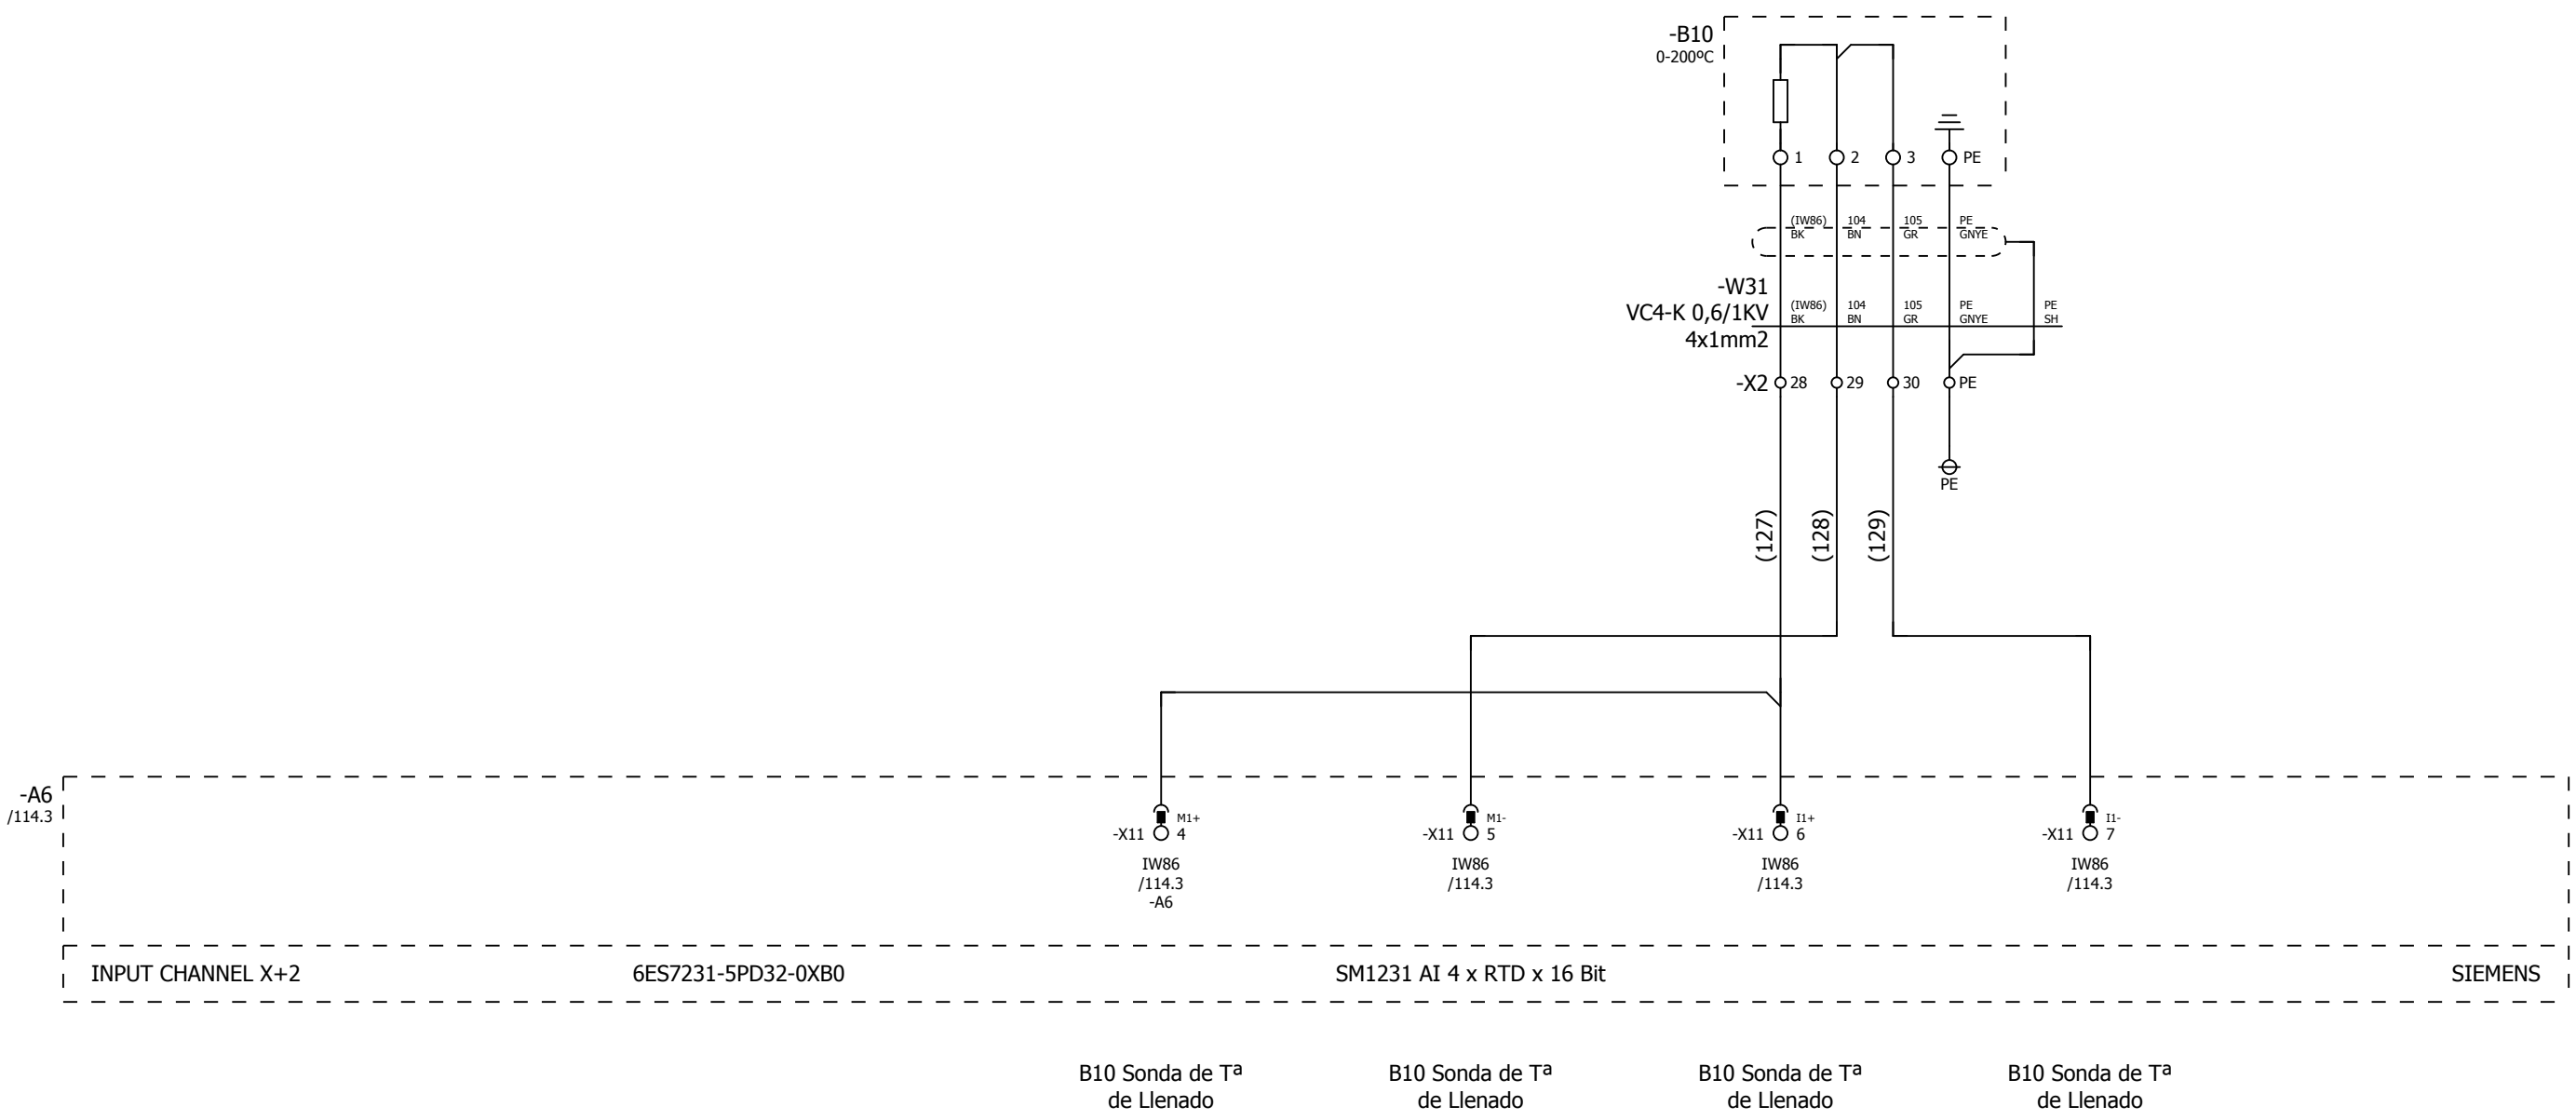 -B10
0-200ºC
1 2 3 PE
(IW86) 104 105 PE
BK BN GR GNYE
-W31
VC4-K 0,6/1KV
4x1mm2
(IW86) 104 105 PE PE
BK BN GR GNYE SH
-X2 28 29 30 PE
PE
(127) (128) (129)
-A6
/114.3
M1+ M1- I1+ I1-
-X11 4 -X11 5 -X11 6 -X11 7
IW86 IW86 IW86 IW86
/114.3 /114.3 /114.3 /114.3
-A6
INPUT CHANNEL X+2 6ES7231-5PD32-0XB0 SM1231 AI 4 x RTD x 16 Bit SIEMENS
B10 Sonda de Tª B10 Sonda de Tª B10 Sonda de Tª B10 Sonda de Tª
de Llenado de Llenado de Llenado de Llenado